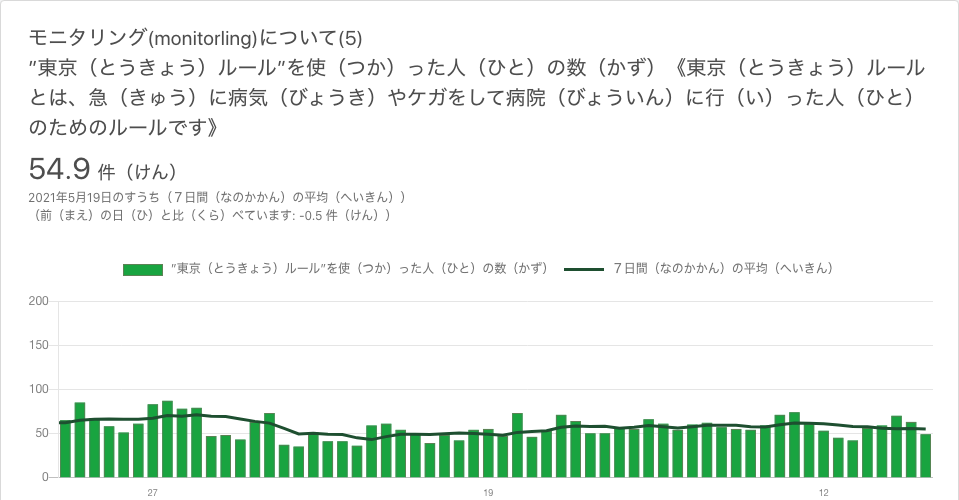 モニタリング(monitorling)について(5)
”東京（とうきょう）ルール”を使（つか）った人（ひと）の数（かず）《東京（とうきょう）ルール
とは、急（きゅう）に病気（びょうき）やケガをして病院（びょういん）に行（い）った人（ひと）
のためのルールです》
54.9 件（けん）
2021年5月19日のすうち（７日間（なのかかん）の平均（へいきん））
（前（まえ）の日（ひ）と比（くら）べています: -0.5 件（けん））
”東京（とうきょう）ルール”を使（つか）った人（ひと）の数（かず） ７日間（なのかかん）の平均（へいきん）
200
150
100
50
0
27 19 12